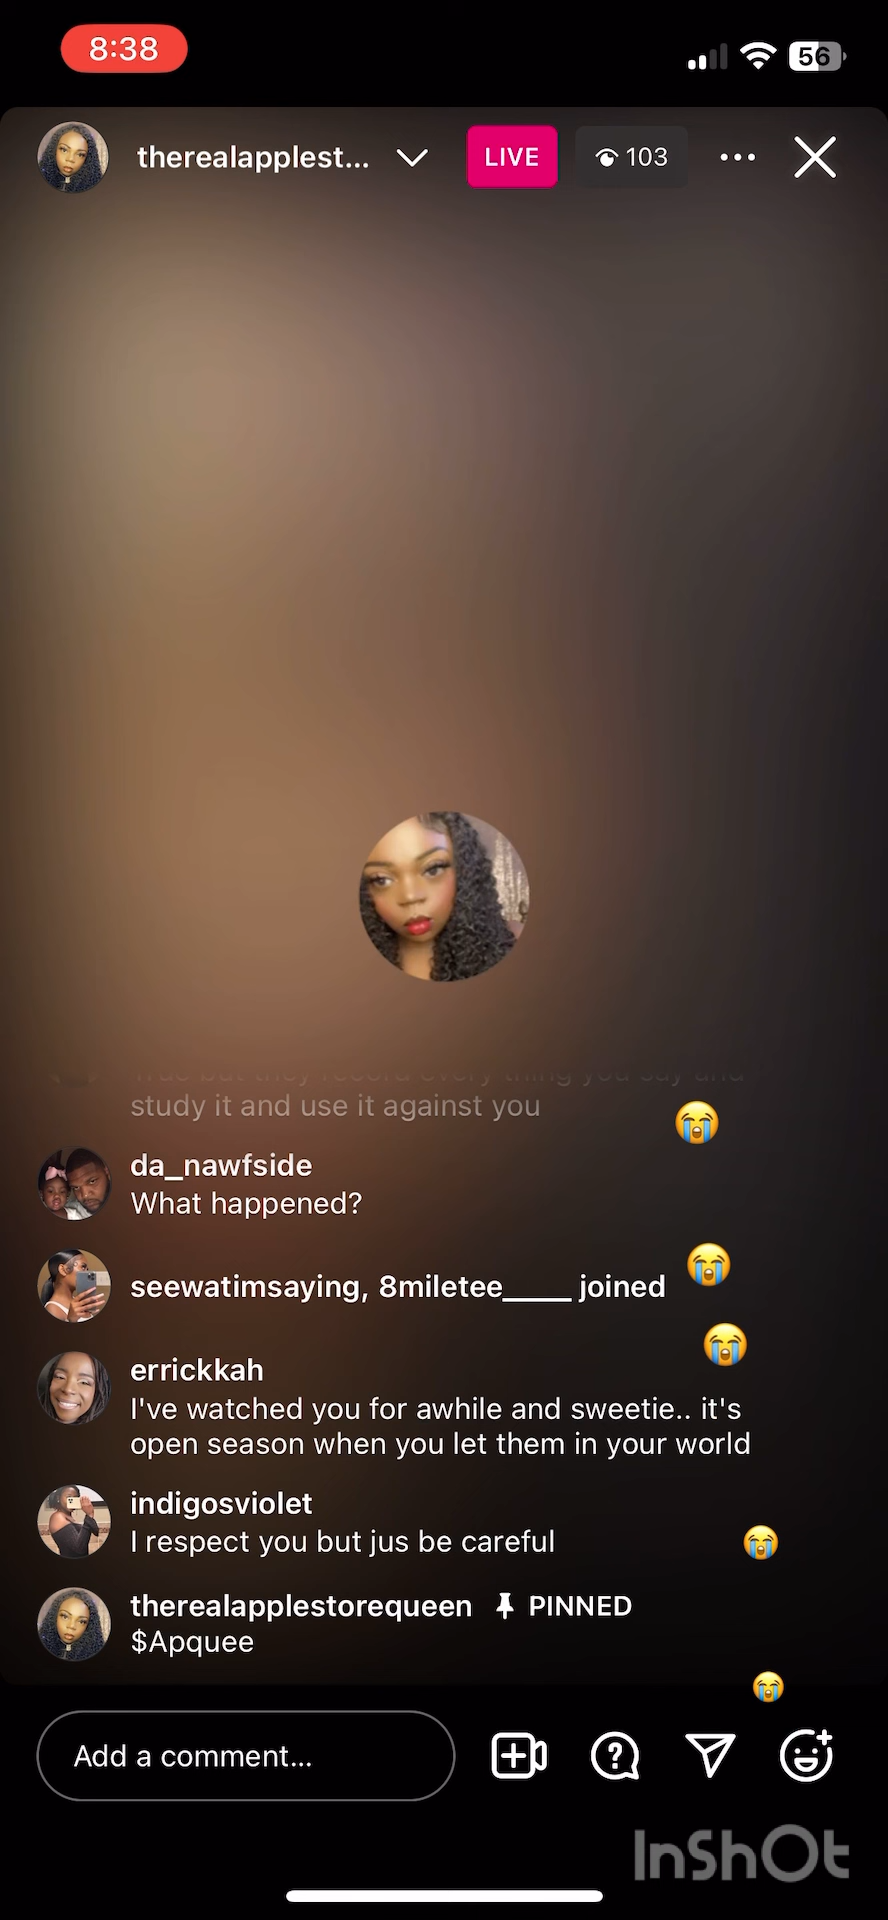 8:38
56
therealapplest...
LIVE
103
study it and use it against you
da_nawfside
What happened?
seewatimsaying, 8miletee_____ joined
errickkah
I've watched you for awhile and sweetie.. it's
open season when you let them in your world
indigosviolet
I respect you but jus be careful
therealapplestorequeen PINNED
$Apquee
Add a comment...
InShOt